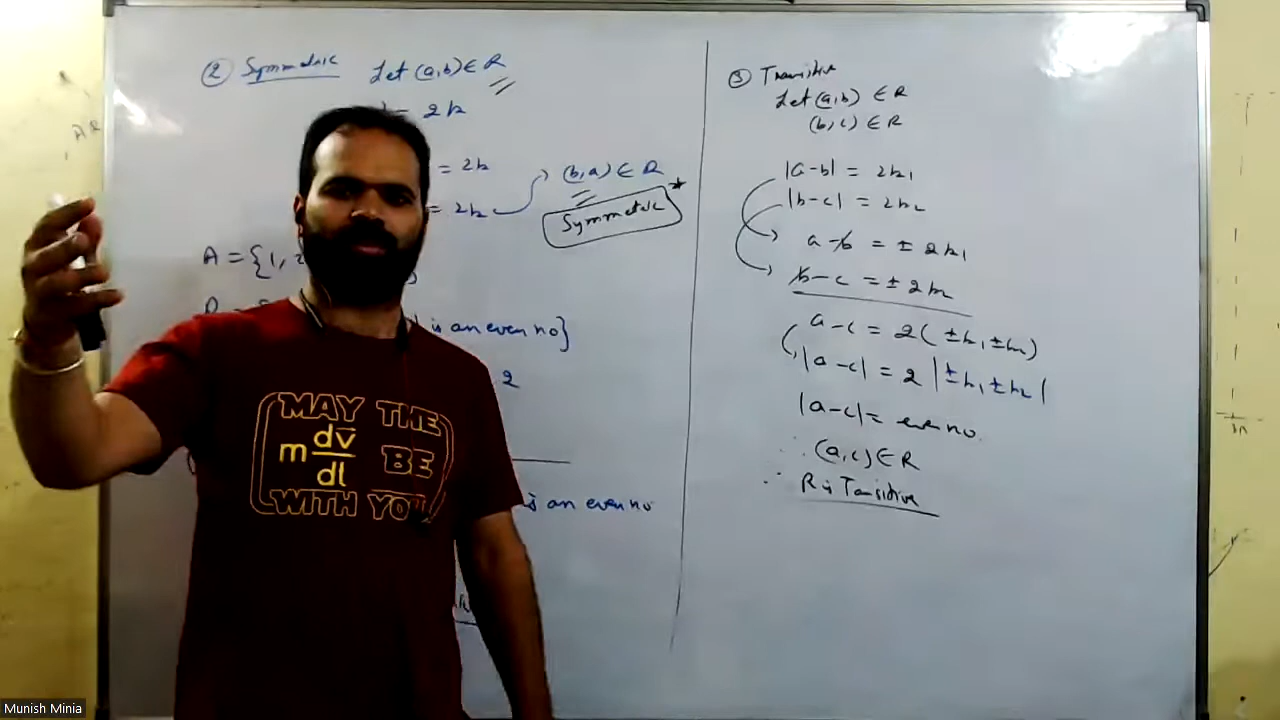 ② Symmetric Let (a,b) ∈ R
= 2k
= 2k
= 2k
(b,a) ∈ R
Symmetric
A = {1, 2
is an even no}
2
is an even no
③ Transitive
Let (a,b) ∈ R
(b,c) ∈ R
|a-b| = 2k₁
|b-c| = 2k₂
a-b = ± 2k₁
b-c = ± 2k₂
a-c = 2(±k₁ ±k₂)
|a-c| = 2|±k₁ ±k₂|
|a-c| = even no.
∴ (a,c) ∈ R
∴ R is Transitive
MAY THE
m dv̄/dt BE
WITH YOU
Munish Minia